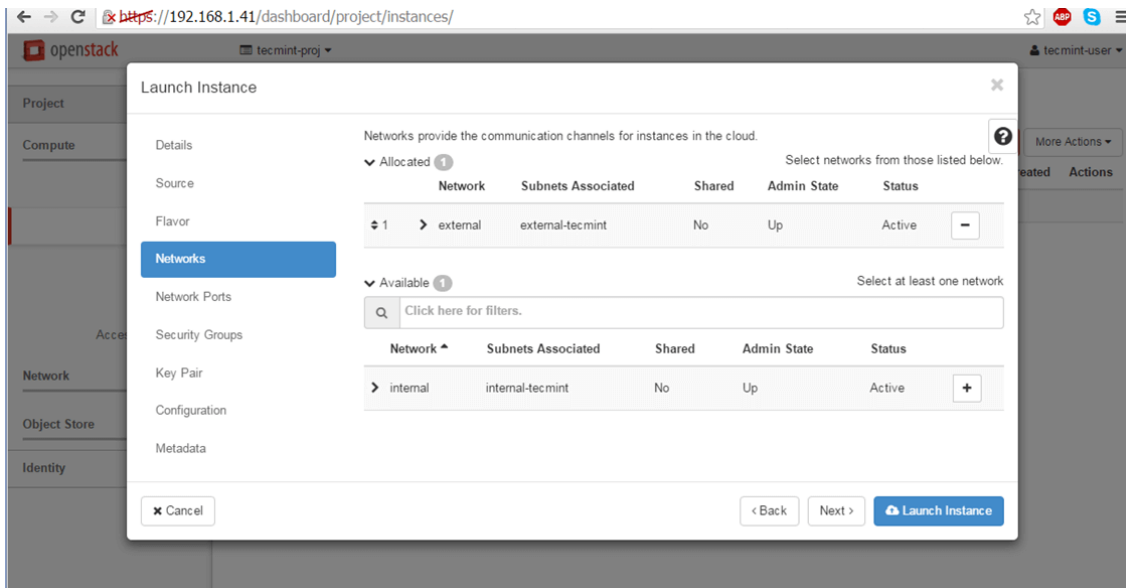 https://192.168.1.41/dashboard/project/instances/
ABP
S
openstack
tecmint-proj
tecmint-user
Launch Instance
Project
Compute
Network
Object Store
Identity
More Actions
Actions
Details
Source
Flavor
Networks
Network Ports
Security Groups
Key Pair
Configuration
Metadata
Networks provide the communication channels for instances in the cloud.
?
Allocated 1 Select networks from those listed below.
Network Subnets Associated Shared Admin State Status
1 external external-tecmint No Up Active
Available 1 Select at least one network
Click here for filters.
Network Subnets Associated Shared Admin State Status
internal internal-tecmint No Up Active
Cancel
< Back Next > Launch Instance